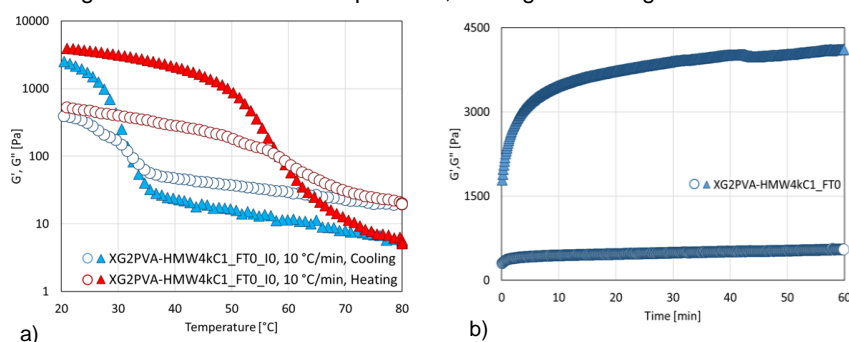 10000
1000
100
10
1
G', G'' [Pa]
20 30 40 50 60 70 80
Temperature [°C]
XG2PVA-HMW4kC1_FT0_I0, 10 °C/min, Cooling
XG2PVA-HMW4kC1_FT0_I0, 10 °C/min, Heating
a)
4500
3000
1500
0
G', G'' [Pa]
0 10 20 30 40 50 60
Time [min]
XG2PVA-HMW4kC1_FT0
b)